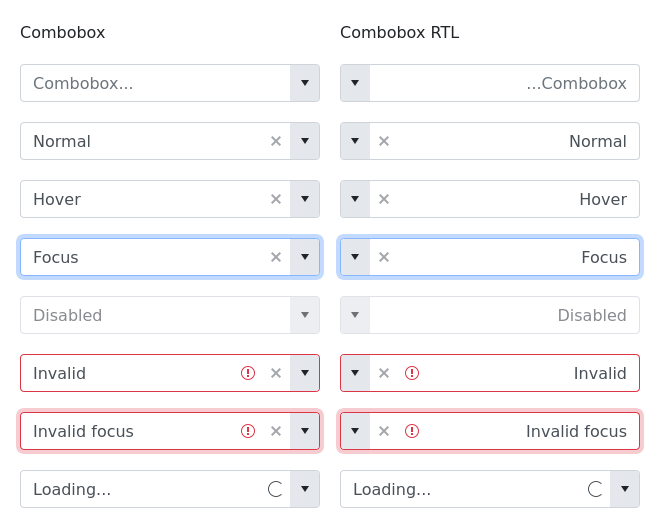 Combobox
Combobox...
Normal
Hover
Focus
Disabled
Invalid
Invalid focus
Loading...
Combobox RTL
...Combobox
Normal
Hover
Focus
Disabled
Invalid
Invalid focus
Loading...